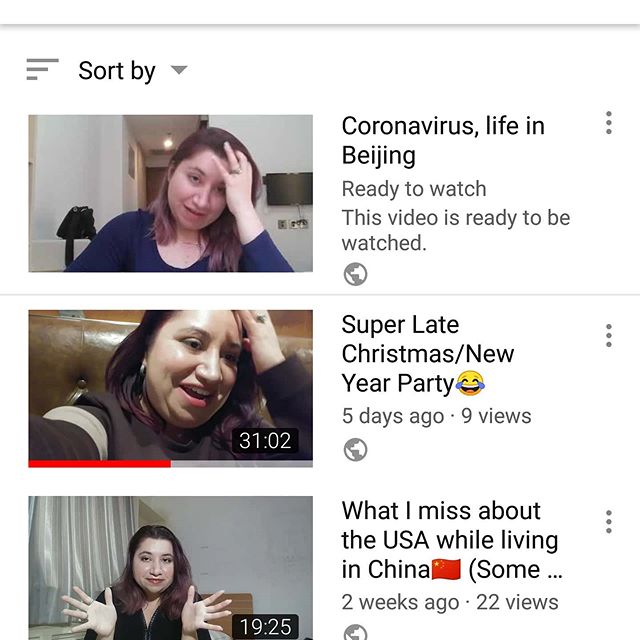 Sort by
Coronavirus, life in
Beijing
Ready to watch
This video is ready to be
watched.
Super Late
Christmas/New
Year Party😂
5 days ago · 9 views
31:02
What I miss about
the USA while living
in China🇨🇳 (Some ...
2 weeks ago · 22 views
19:25